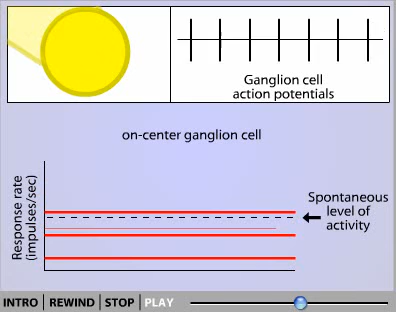 Ganglion cell
action potentials
on-center ganglion cell
Response rate
(impulses/sec)
Spontaneous
level of
activity
INTRO REWIND STOP PLAY